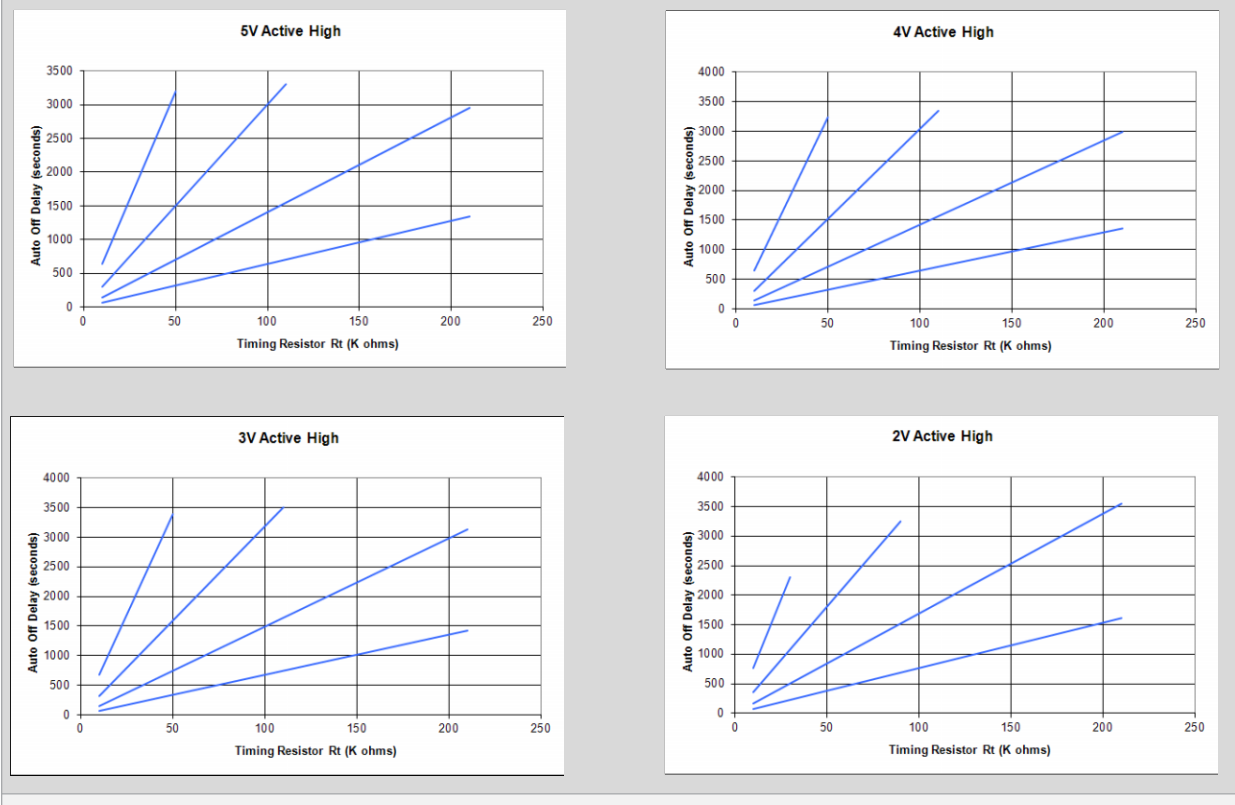 5V Active High
3500
3000
2500
2000
1500
1000
500
0
Auto Off Delay (seconds)
0 50 100 150 200 250
Timing Resistor Rt (K ohms)
4V Active High
4000
3500
3000
2500
2000
1500
1000
500
0
Auto Off Delay (seconds)
0 50 100 150 200 250
Timing Resistor Rt (K ohms)
3V Active High
4000
3500
3000
2500
2000
1500
1000
500
0
Auto Off Delay (seconds)
0 50 100 150 200 250
Timing Resistor Rt (K ohms)
2V Active High
4000
3500
3000
2500
2000
1500
1000
500
0
Auto Off Delay (seconds)
0 50 100 150 200 250
Timing Resistor Rt (K ohms)